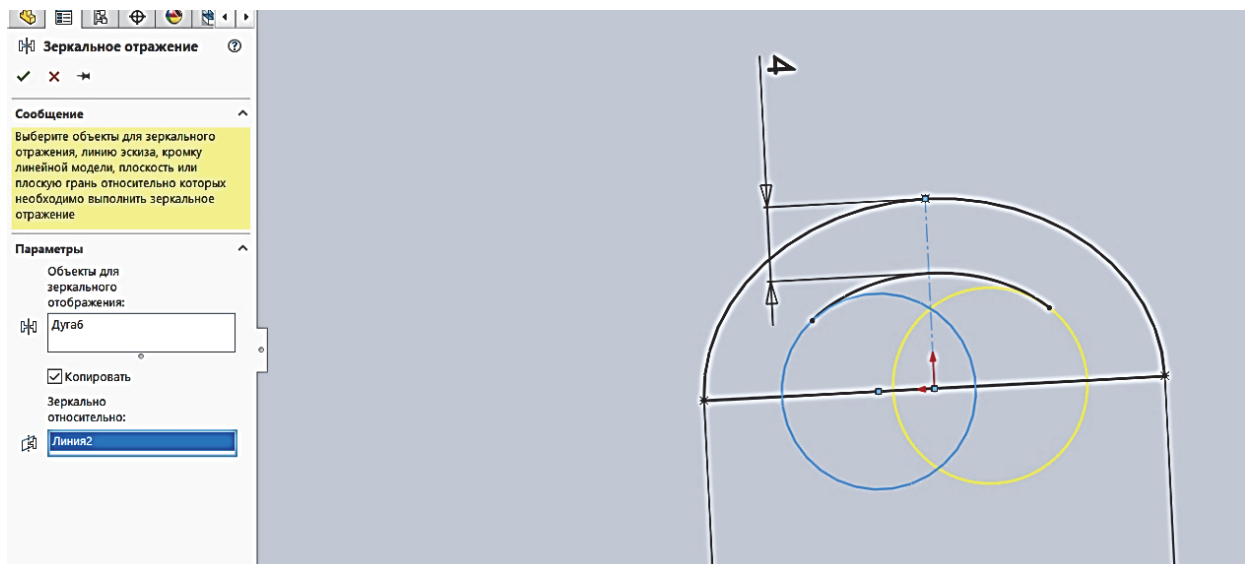 Зеркальное отражение
Сообщение
Выберите объекты для зеркального
отражения, линию эскиза, кромку
линейной модели, плоскость или
плоскую грань относительно которых
необходимо выполнить зеркальное
отражение
Параметры
Объекты для
зеркального
отображения:
Дуга6
Копировать
Зеркально
относительно:
Линия2
4